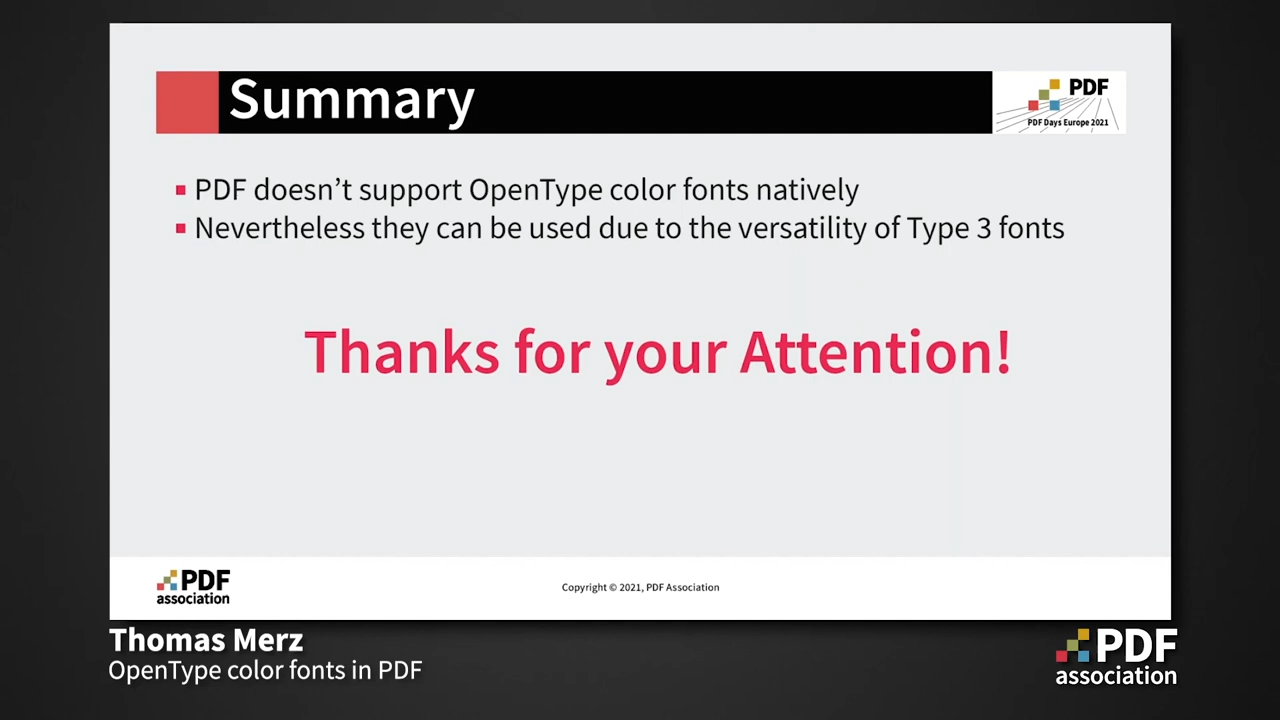 Summary
PDF
PDF Days Europe 2021
PDF doesn’t support OpenType color fonts natively
Nevertheless they can be used due to the versatility of Type 3 fonts
Thanks for your Attention!
PDF
association
Copyright © 2021, PDF Association
Thomas Merz
OpenType color fonts in PDF
PDF
association